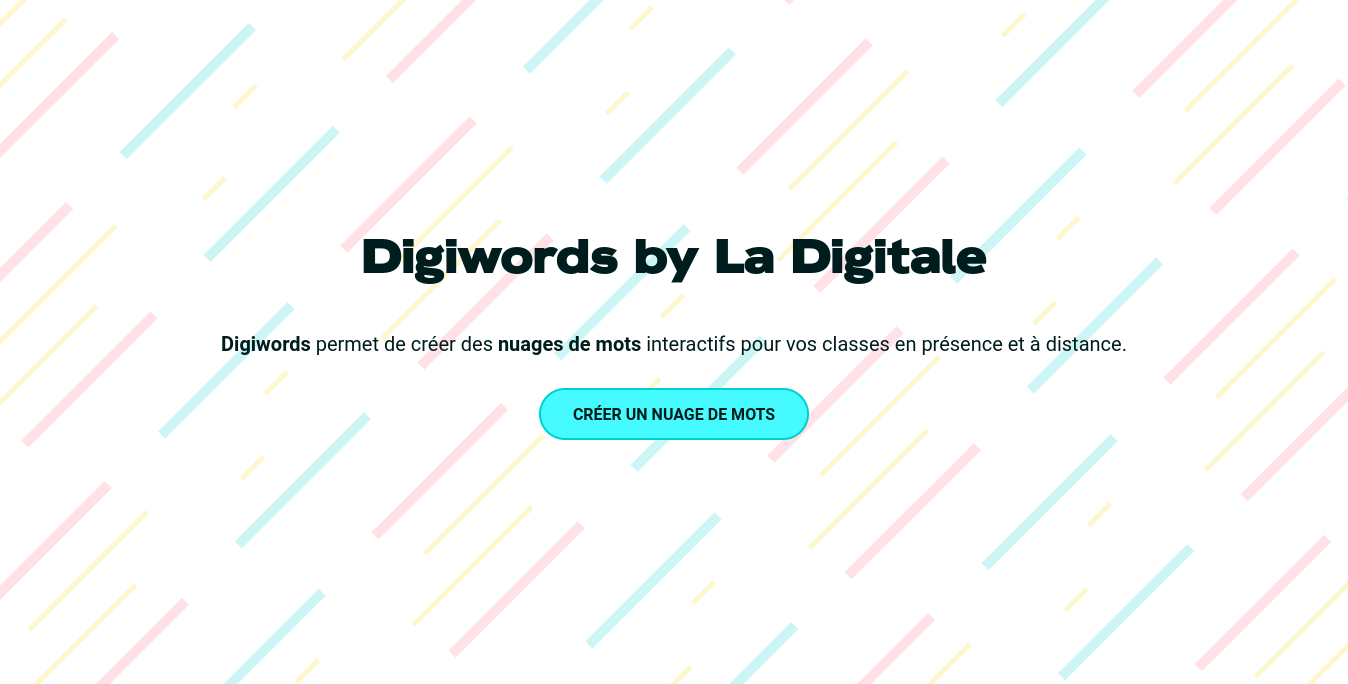 Digiwords by La Digitale
Digiwords permet de créer des nuages de mots interactifs pour vos classes en présence et à distance.
CRÉER UN NUAGE DE MOTS